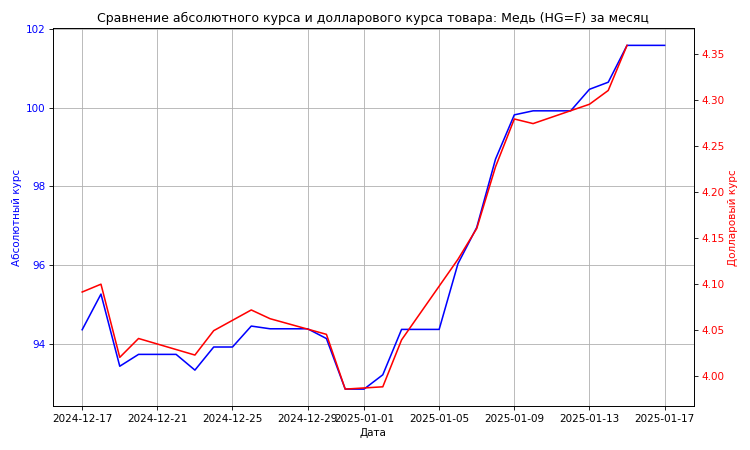 Сравнение абсолютного курса и долларового курса товара: Медь (HG=F) за месяц
102
100
98
96
94
Абсолютный курс
4.35
4.30
4.25
4.20
4.15
4.10
4.05
4.00
Долларовый курс
2024-12-17 2024-12-21 2024-12-25 2024-12-29 2025-01-01 2025-01-05 2025-01-09 2025-01-13 2025-01-17
Дата